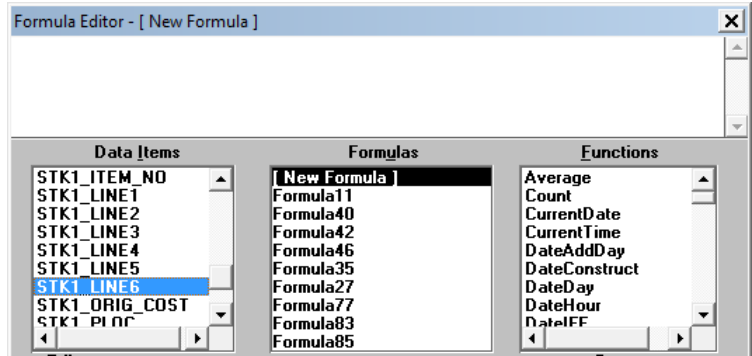 Formula Editor - [ New Formula ]
Data Items
STK1_ITEM_NO
STK1_LINE1
STK1_LINE2
STK1_LINE3
STK1_LINE4
STK1_LINE5
STK1_LINE6
STK1_ORIG_COST
STK1_PLOC
Formulas
[ New Formula ]
Formula11
Formula40
Formula42
Formula46
Formula35
Formula27
Formula77
Formula83
Formula85
Functions
Average
Count
CurrentDate
CurrentTime
DateAddDay
DateConstruct
DateDay
DateHour